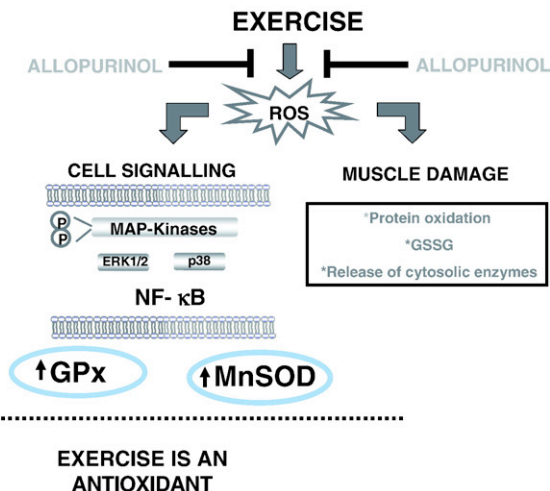 EXERCISE
ALLOPURINOL
ALLOPURINOL
ROS
CELL SIGNALLING
MUSCLE DAMAGE
P
P
MAP-Kinases
ERK1/2
p38
NF- κB
*Protein oxidation
*GSSG
*Release of cytosolic enzymes
GPx
MnSOD
EXERCISE IS AN
ANTIOXIDANT